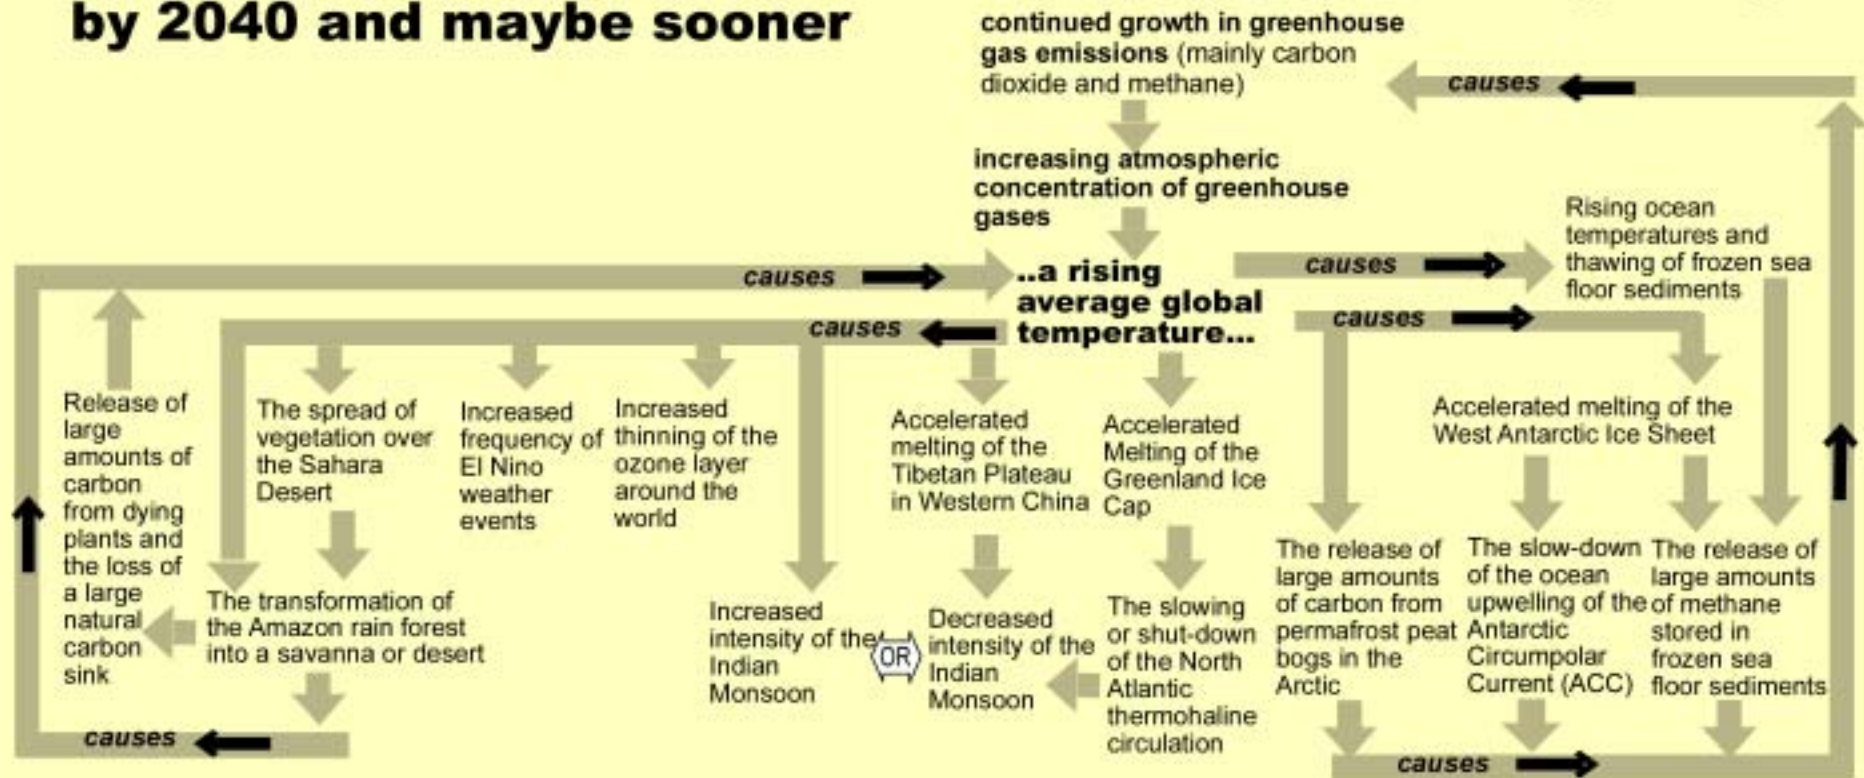 by 2040 and maybe sooner
continued growth in greenhouse
gas emissions (mainly carbon
dioxide and methane)
causes
increasing atmospheric
concentration of greenhouse
gases
Rising ocean
temperatures and
thawing of frozen sea
floor sediments
causes
..a rising
average global
temperature...
causes
causes
causes
Release of
large
amounts of
carbon
from dying
plants and
the loss of
a large
natural
carbon
sink
The spread of
vegetation over
the Sahara
Desert
Increased
frequency of
El Nino
weather
events
Increased
thinning of the
ozone layer
around the
world
Accelerated
melting of the
Tibetan Plateau
in Western China
Accelerated
Melting of the
Greenland Ice
Cap
Accelerated melting of the
West Antarctic Ice Sheet
The transformation of
the Amazon rain forest
into a savanna or desert
Increased
intensity of the
Indian
Monsoon
OR
Decreased
intensity of the
Indian
Monsoon
The slowing
or shut-down
of the North
Atlantic
thermohaline
circulation
The release of
large amounts
of carbon from
permafrost peat
bogs in the
Arctic
The slow-down
of the ocean
upwelling of the
Antarctic
Circumpolar
Current (ACC)
The release of
large amounts
of methane
stored in
frozen sea
floor sediments
causes
causes